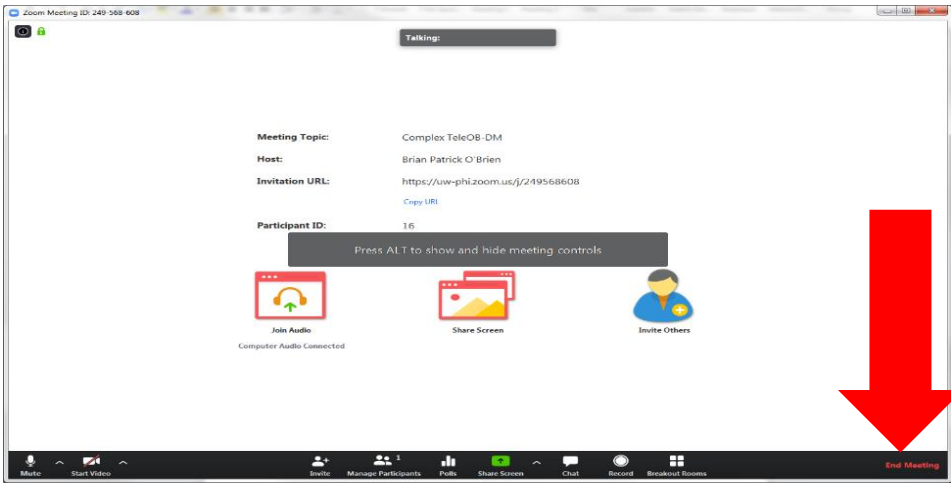 Zoom Meeting ID: 249-568-608
Talking:
Meeting Topic: Complex TeleOB-DM
Host: Brian Patrick O'Brien
Invitation URL: https://uw-phi.zoom.us/j/249568608
Copy URL
Participant ID: 16
Press ALT to show and hide meeting controls
Join Audio Share Screen Invite Others
Computer Audio Connected
1
Mute Start Video Invite Manage Participants Polls Share Screen Chat Record Breakout Rooms End Meeting